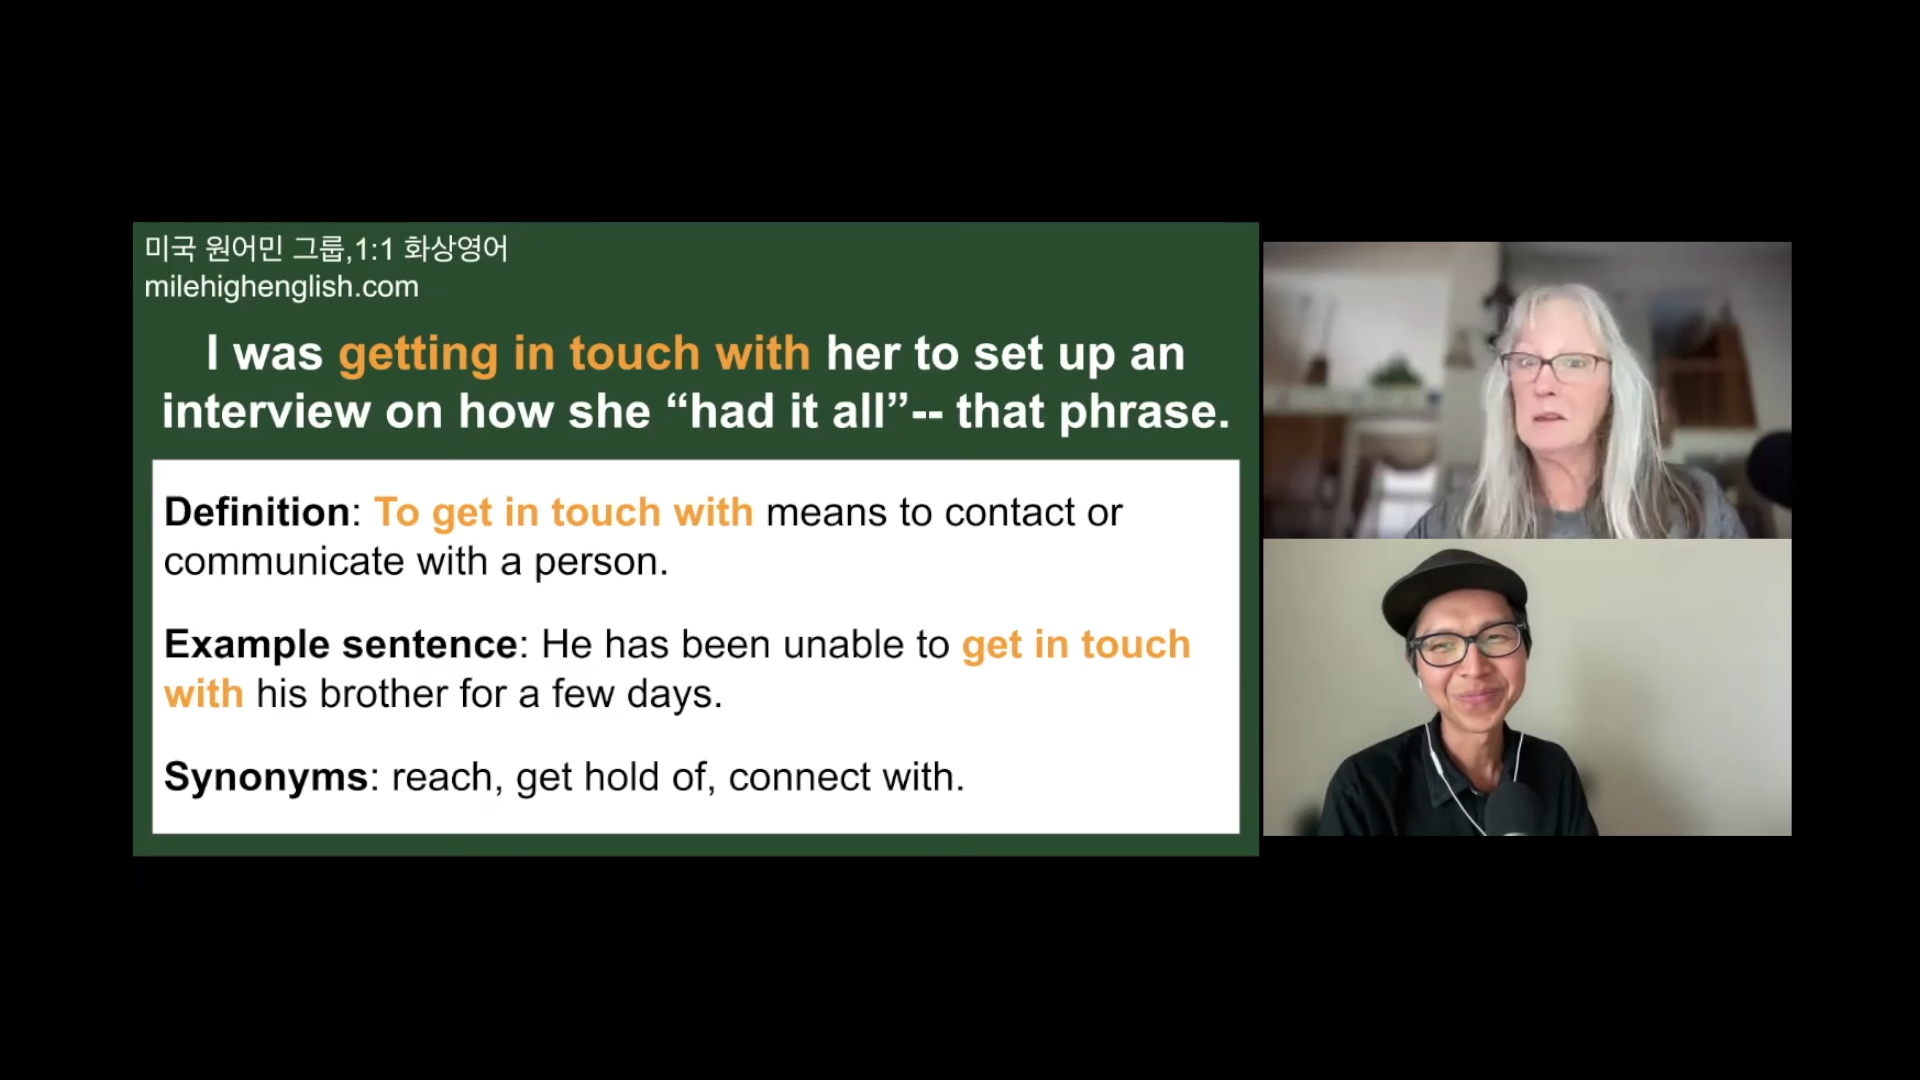 미국 원어민 그룹,1:1 화상영어
milehighenglish.com
I was getting in touch with her to set up an
interview on how she “had it all”-- that phrase.
Definition: To get in touch with means to contact or
communicate with a person.
Example sentence: He has been unable to get in touch
with his brother for a few days.
Synonyms: reach, get hold of, connect with.